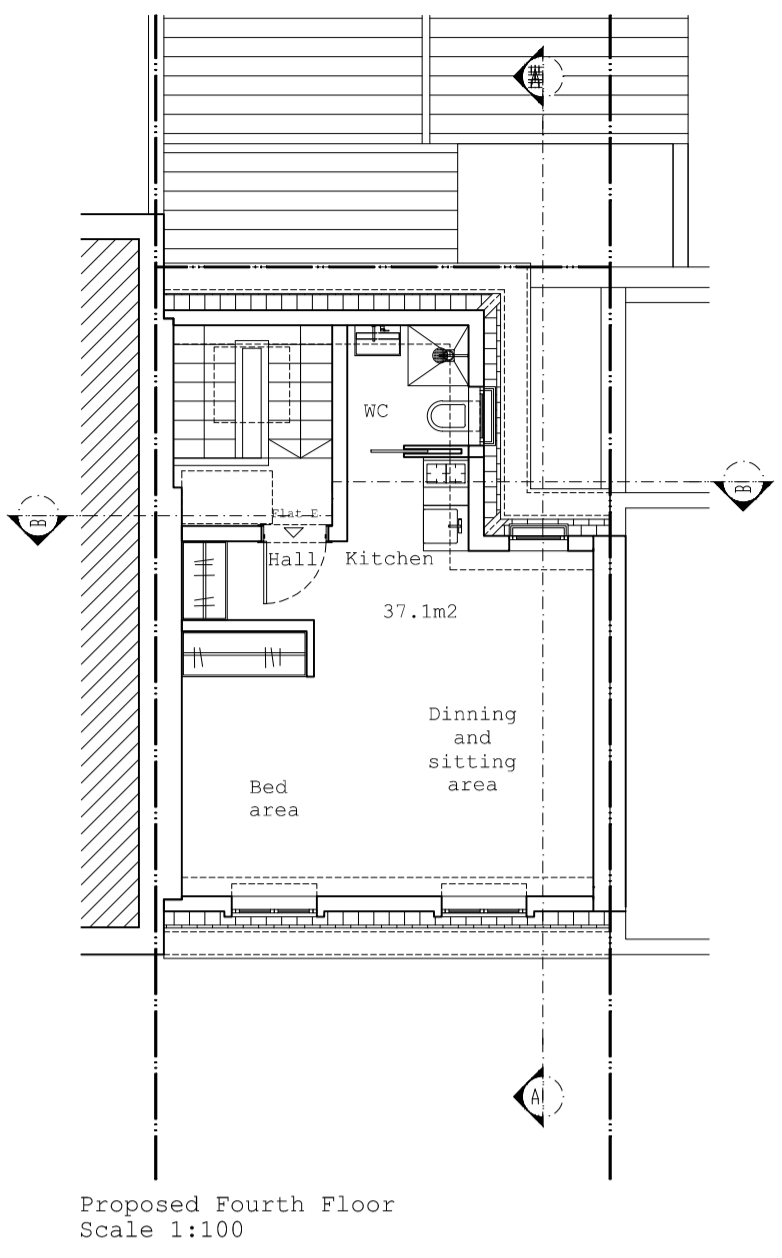 A
WC
B
B
Flat E
Hall
Kitchen
37.1m2
Dinning
and
sitting
area
Bed
area
A
Proposed Fourth Floor
Scale 1:100